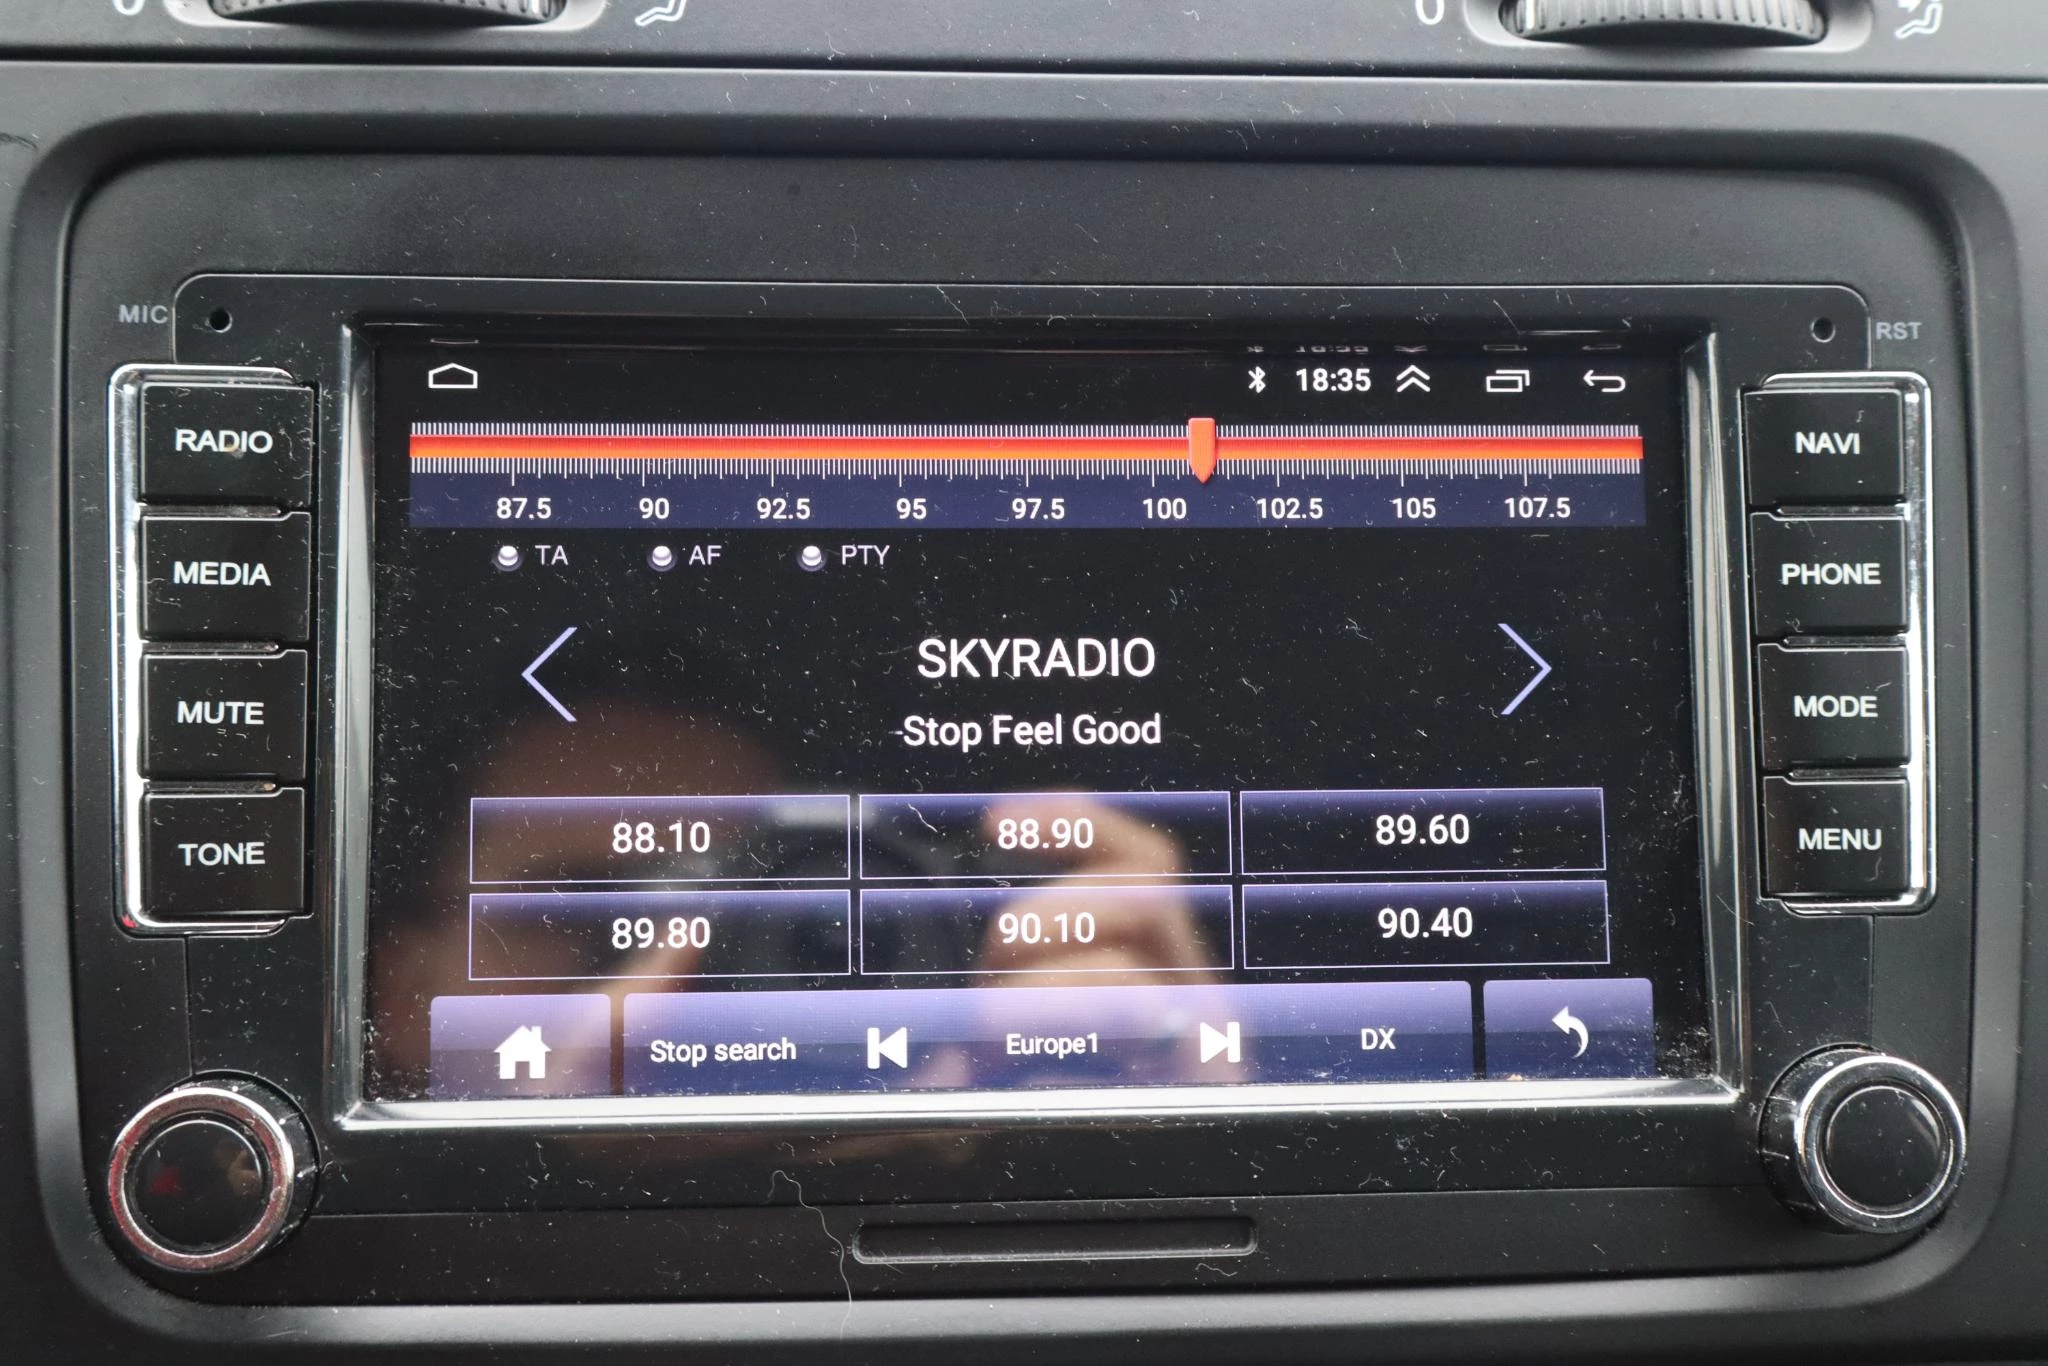 0
0
MIC
RST
18:35
RADIO
NAVI
87.5 90 92.5 95 97.5 100 102.5 105 107.5
TA AF PTY
MEDIA
PHONE
SKYRADIO
MUTE
MODE
-Stop Feel Good
88.10 88.90 89.60
TONE
MENU
89.80 90.10 90.40
Stop search Europe1 DX